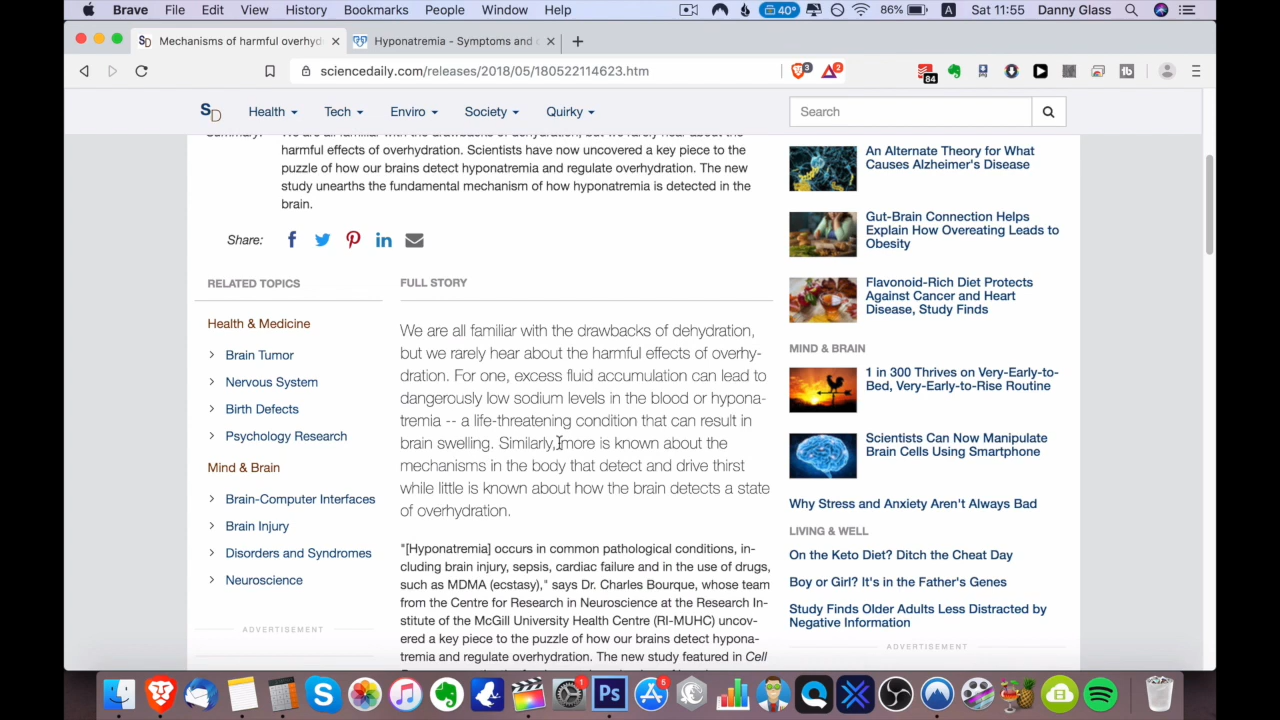 Brave File Edit View History Bookmarks People Window Help
40° 86% A Sat 11:55 Danny Glass
Mechanisms of harmful overhyd
Hyponatremia - Symptoms and
sciencedaily.com/releases/2018/05/180522114623.htm
3 2 84
SD Health Tech Enviro Society Quirky Search
harmful effects of overhydration. Scientists have now uncovered a key piece to the
puzzle of how our brains detect hyponatremia and regulate overhydration. The new
study unearths the fundamental mechanism of how hyponatremia is detected in the
brain.
Share:
RELATED TOPICS
Health & Medicine
Brain Tumor
Nervous System
Birth Defects
Psychology Research
Mind & Brain
Brain-Computer Interfaces
Brain Injury
Disorders and Syndromes
Neuroscience
ADVERTISEMENT
FULL STORY
We are all familiar with the drawbacks of dehydration,
but we rarely hear about the harmful effects of overhy-
dration. For one, excess fluid accumulation can lead to
dangerously low sodium levels in the blood or hypona-
tremia -- a life-threatening condition that can result in
brain swelling. Similarly, more is known about the
mechanisms in the body that detect and drive thirst
while little is known about how the brain detects a state
of overhydration.
"[Hyponatremia] occurs in common pathological conditions, in-
cluding brain injury, sepsis, cardiac failure and in the use of drugs,
such as MDMA (ecstasy)," says Dr. Charles Bourque, whose team
from the Centre for Research in Neuroscience at the Research In-
stitute of the McGill University Health Centre (RI-MUHC) uncov-
ered a key piece to the puzzle of how our brains detect hypona-
tremia and regulate overhydration. The new study featured in Cell
An Alternate Theory for What
Causes Alzheimer's Disease
Gut-Brain Connection Helps
Explain How Overeating Leads to
Obesity
Flavonoid-Rich Diet Protects
Against Cancer and Heart
Disease, Study Finds
MIND & BRAIN
1 in 300 Thrives on Very-Early-to-
Bed, Very-Early-to-Rise Routine
Scientists Can Now Manipulate
Brain Cells Using Smartphone
Why Stress and Anxiety Aren't Always Bad
LIVING & WELL
On the Keto Diet? Ditch the Cheat Day
Boy or Girl? It's in the Father's Genes
Study Finds Older Adults Less Distracted by
Negative Information
ADVERTISEMENT
1 Ps 6